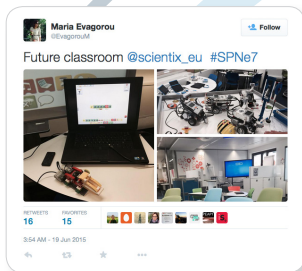 Maria Evagorou
@EvagorouM
Follow
Future classroom @scientix_eu #SPNe7
RETWEETS FAVORITES
16 15
3:54 AM - 19 Jun 2015